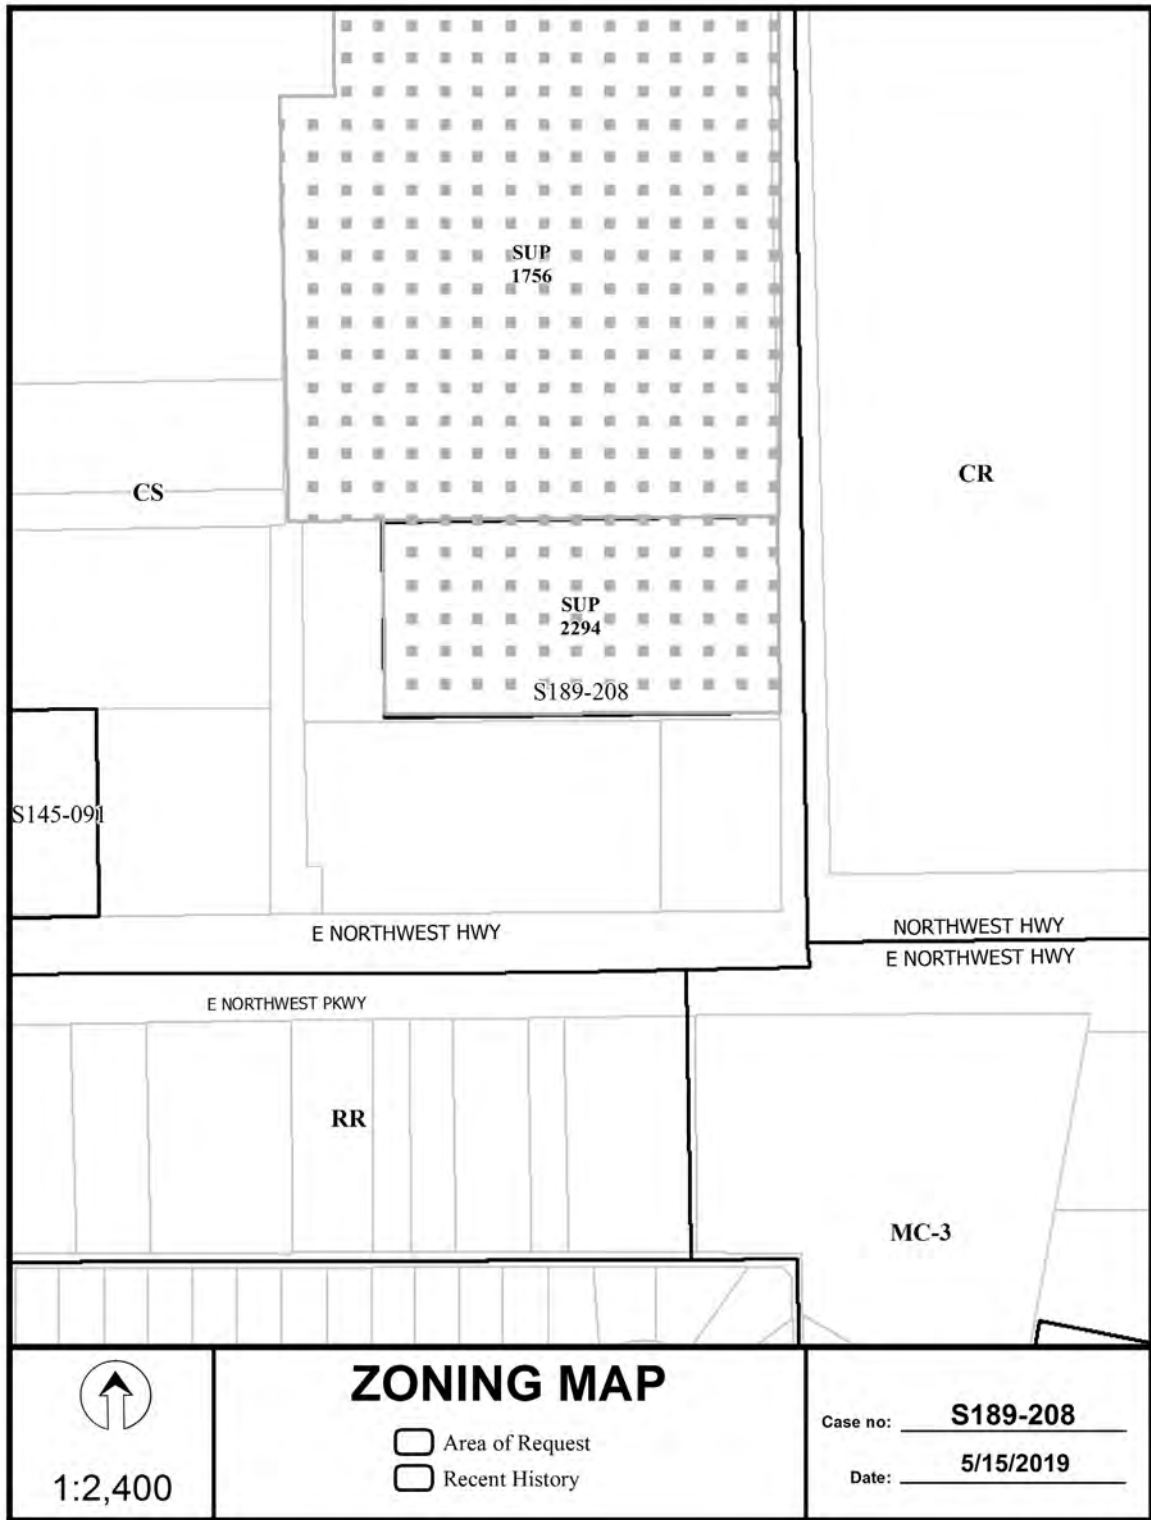 SUP
1756
CS
CR
SUP
2294
S189-208
S145-091
E NORTHWEST HWY
NORTHWEST HWY
E NORTHWEST HWY
E NORTHWEST PKWY
RR
MC-3
1:2,400
ZONING MAP
Area of Request
Recent History
Case no: S189-208
Date: 5/15/2019